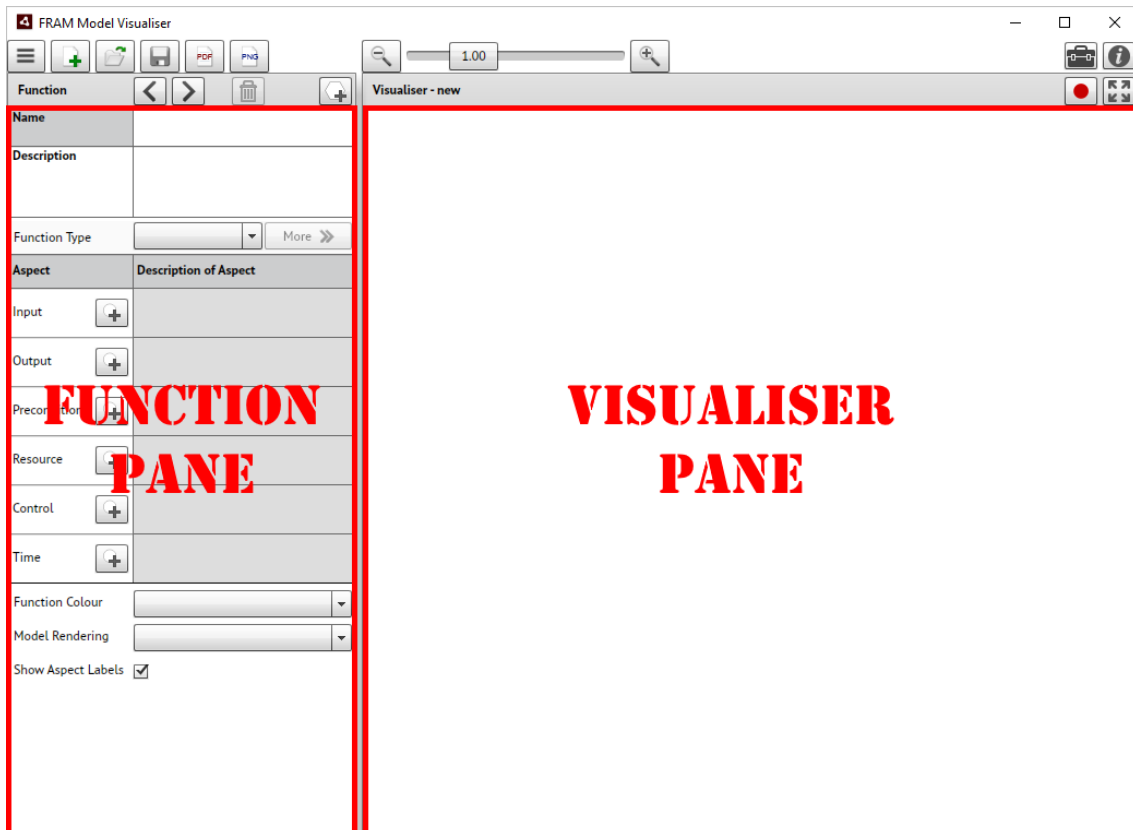 FRAM Model Visualiser
PDF
PNG
1.00
Function
Visualiser - new
Name
Description
Function Type
More
Aspect
Description of Aspect
Input
Output
Precondition
Resource
Control
Time
FUNCTION
PANE
VISUALISER
PANE
Function Colour
Model Rendering
Show Aspect Labels